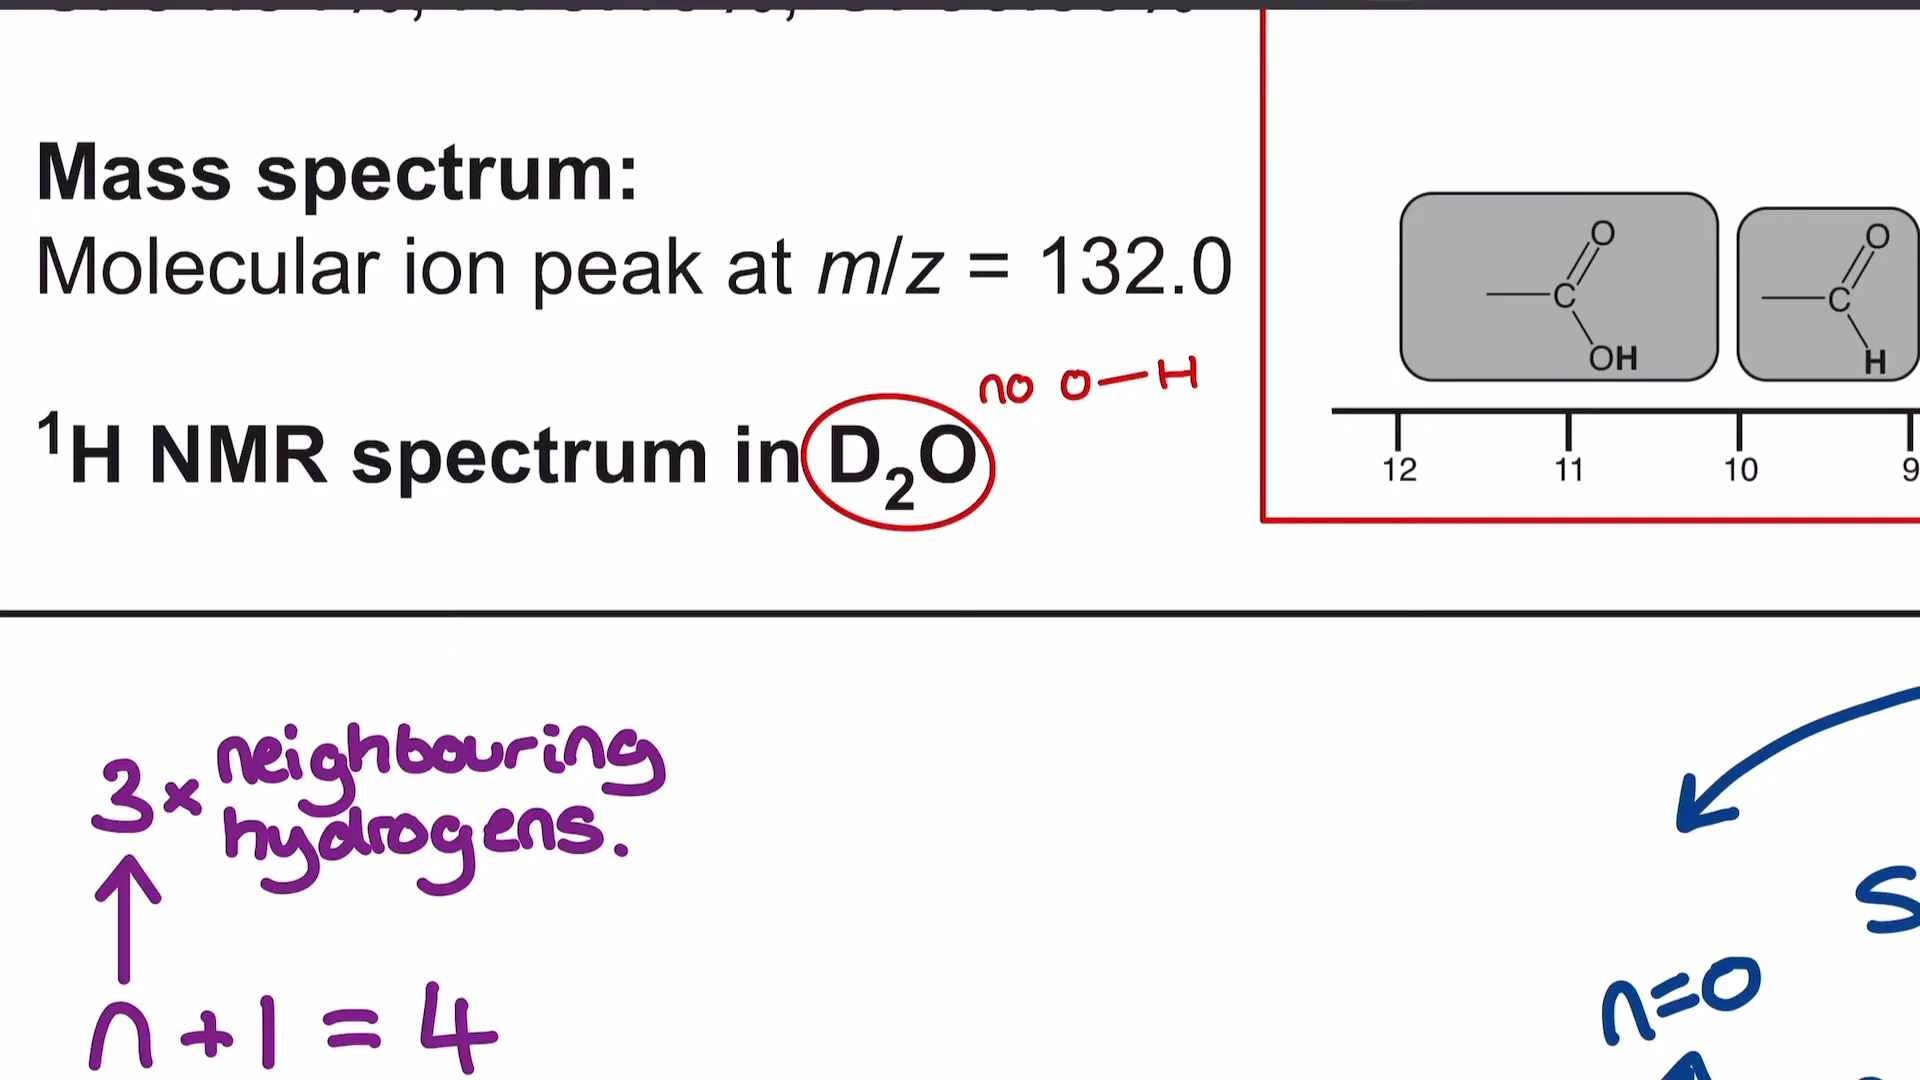 Mass spectrum:
Molecular ion peak at m/z = 132.0
no O—H
¹H NMR spectrum in D₂O
O
C
OH
O
C
H
12 11 10 9
3 × neighbouring
hydrogens.
n + 1 = 4
n=0